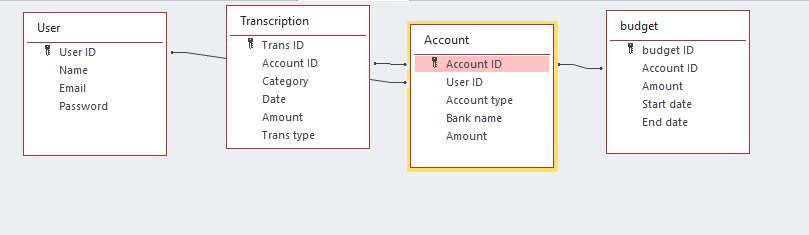 User
User ID
Name
Email
Password
Transcription
Trans ID
Account ID
Category
Date
Amount
Trans type
Account
Account ID
User ID
Account type
Bank name
Amount
budget
budget ID
Account ID
Amount
Start date
End date